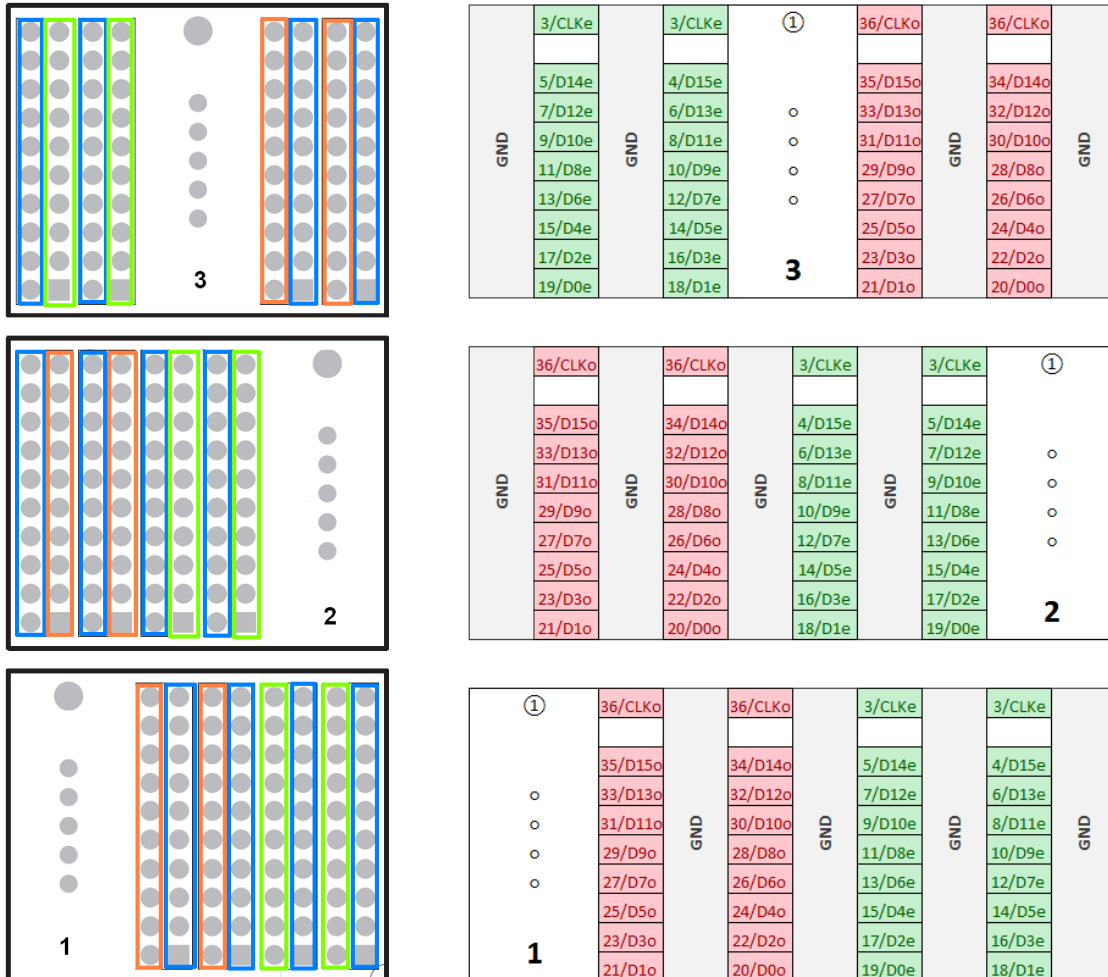 3/CLKe 3/CLKe ① 36/CLKo 36/CLKo
5/D14e 4/D15e 35/D15o 34/D14o
7/D12e 6/D13e 33/D13o 32/D12o
GND 9/D10e GND 8/D11e 31/D11o GND 30/D10o GND
11/D8e 10/D9e 29/D9o 28/D8o
13/D6e 12/D7e 27/D7o 26/D6o
15/D4e 14/D5e 25/D5o 24/D4o
3 17/D2e 16/D3e 3 23/D3o 22/D2o
19/D0e 18/D1e 21/D1o 20/D0o
36/CLKo 36/CLKo 3/CLKe 3/CLKe ①
35/D15o 34/D14o 4/D15e 5/D14e
33/D13o 32/D12o 6/D13e 7/D12e
GND 31/D11o GND 30/D10o GND 8/D11e GND 9/D10e
29/D9o 28/D8o 10/D9e 11/D8e
27/D7o 26/D6o 12/D7e 13/D6e
25/D5o 24/D4o 14/D5e 15/D4e
2 23/D3o 22/D2o 16/D3e 17/D2e 2
21/D1o 20/D0o 18/D1e 19/D0e
① 36/CLKo 36/CLKo 3/CLKe 3/CLKe
35/D15o 34/D14o 5/D14e 4/D15e
33/D13o 32/D12o 7/D12e 6/D13e
31/D11o GND 30/D10o GND 9/D10e GND 8/D11e GND
29/D9o 28/D8o 11/D8e 10/D9e
27/D7o 26/D6o 13/D6e 12/D7e
25/D5o 24/D4o 15/D4e 14/D5e
1 1 23/D3o 22/D2o 17/D2e 16/D3e
21/D1o 20/D0o 19/D0e 18/D1e